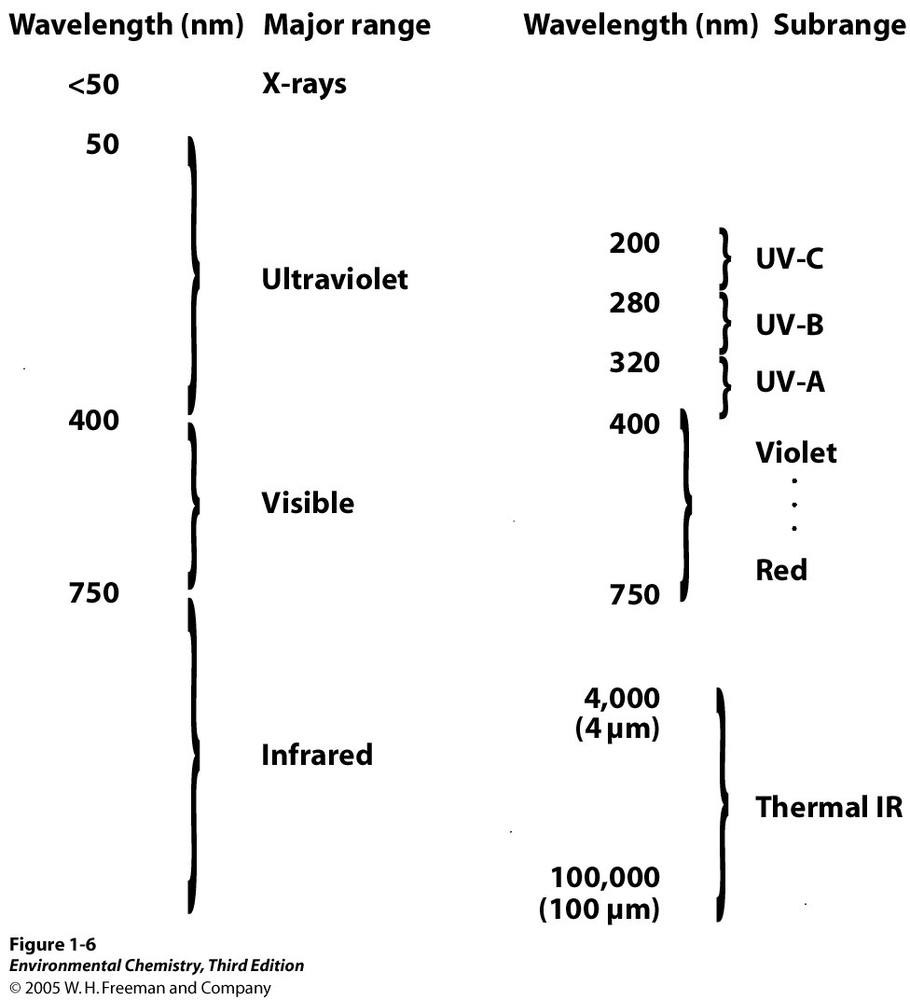 Wavelength (nm) Major range Wavelength (nm) Subrange
<50 X-rays
50
200
UV-C
Ultraviolet
280
UV-B
320
UV-A
400 400
Violet
Visible
Red
750 750
4,000
(4 µm)
Infrared
Thermal IR
100,000
(100 µm)
Figure 1-6
Environmental Chemistry, Third Edition
© 2005 W. H. Freeman and Company